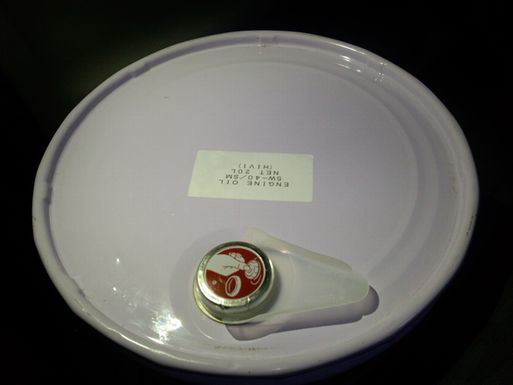 ENGINE OIL
5W-40/SM
NET 20L
(HIVI)